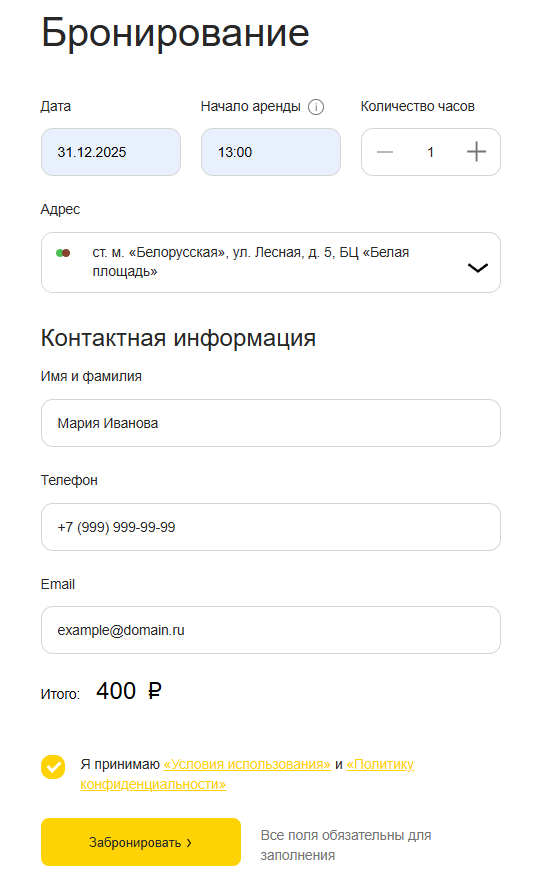 Бронирование
Дата
Начало аренды
Количество часов
31.12.2025
13:00
1
Адрес
ст. м. «Белорусская», ул. Лесная, д. 5, БЦ «Белая
площадь»
Контактная информация
Имя и фамилия
Мария Иванова
Телефон
+7 (999) 999-99-99
Email
example@domain.ru
Итого: 400 ₽
Я принимаю «Условия использования» и «Политику
конфиденциальности»
Забронировать ›
Все поля обязательны для
заполнения